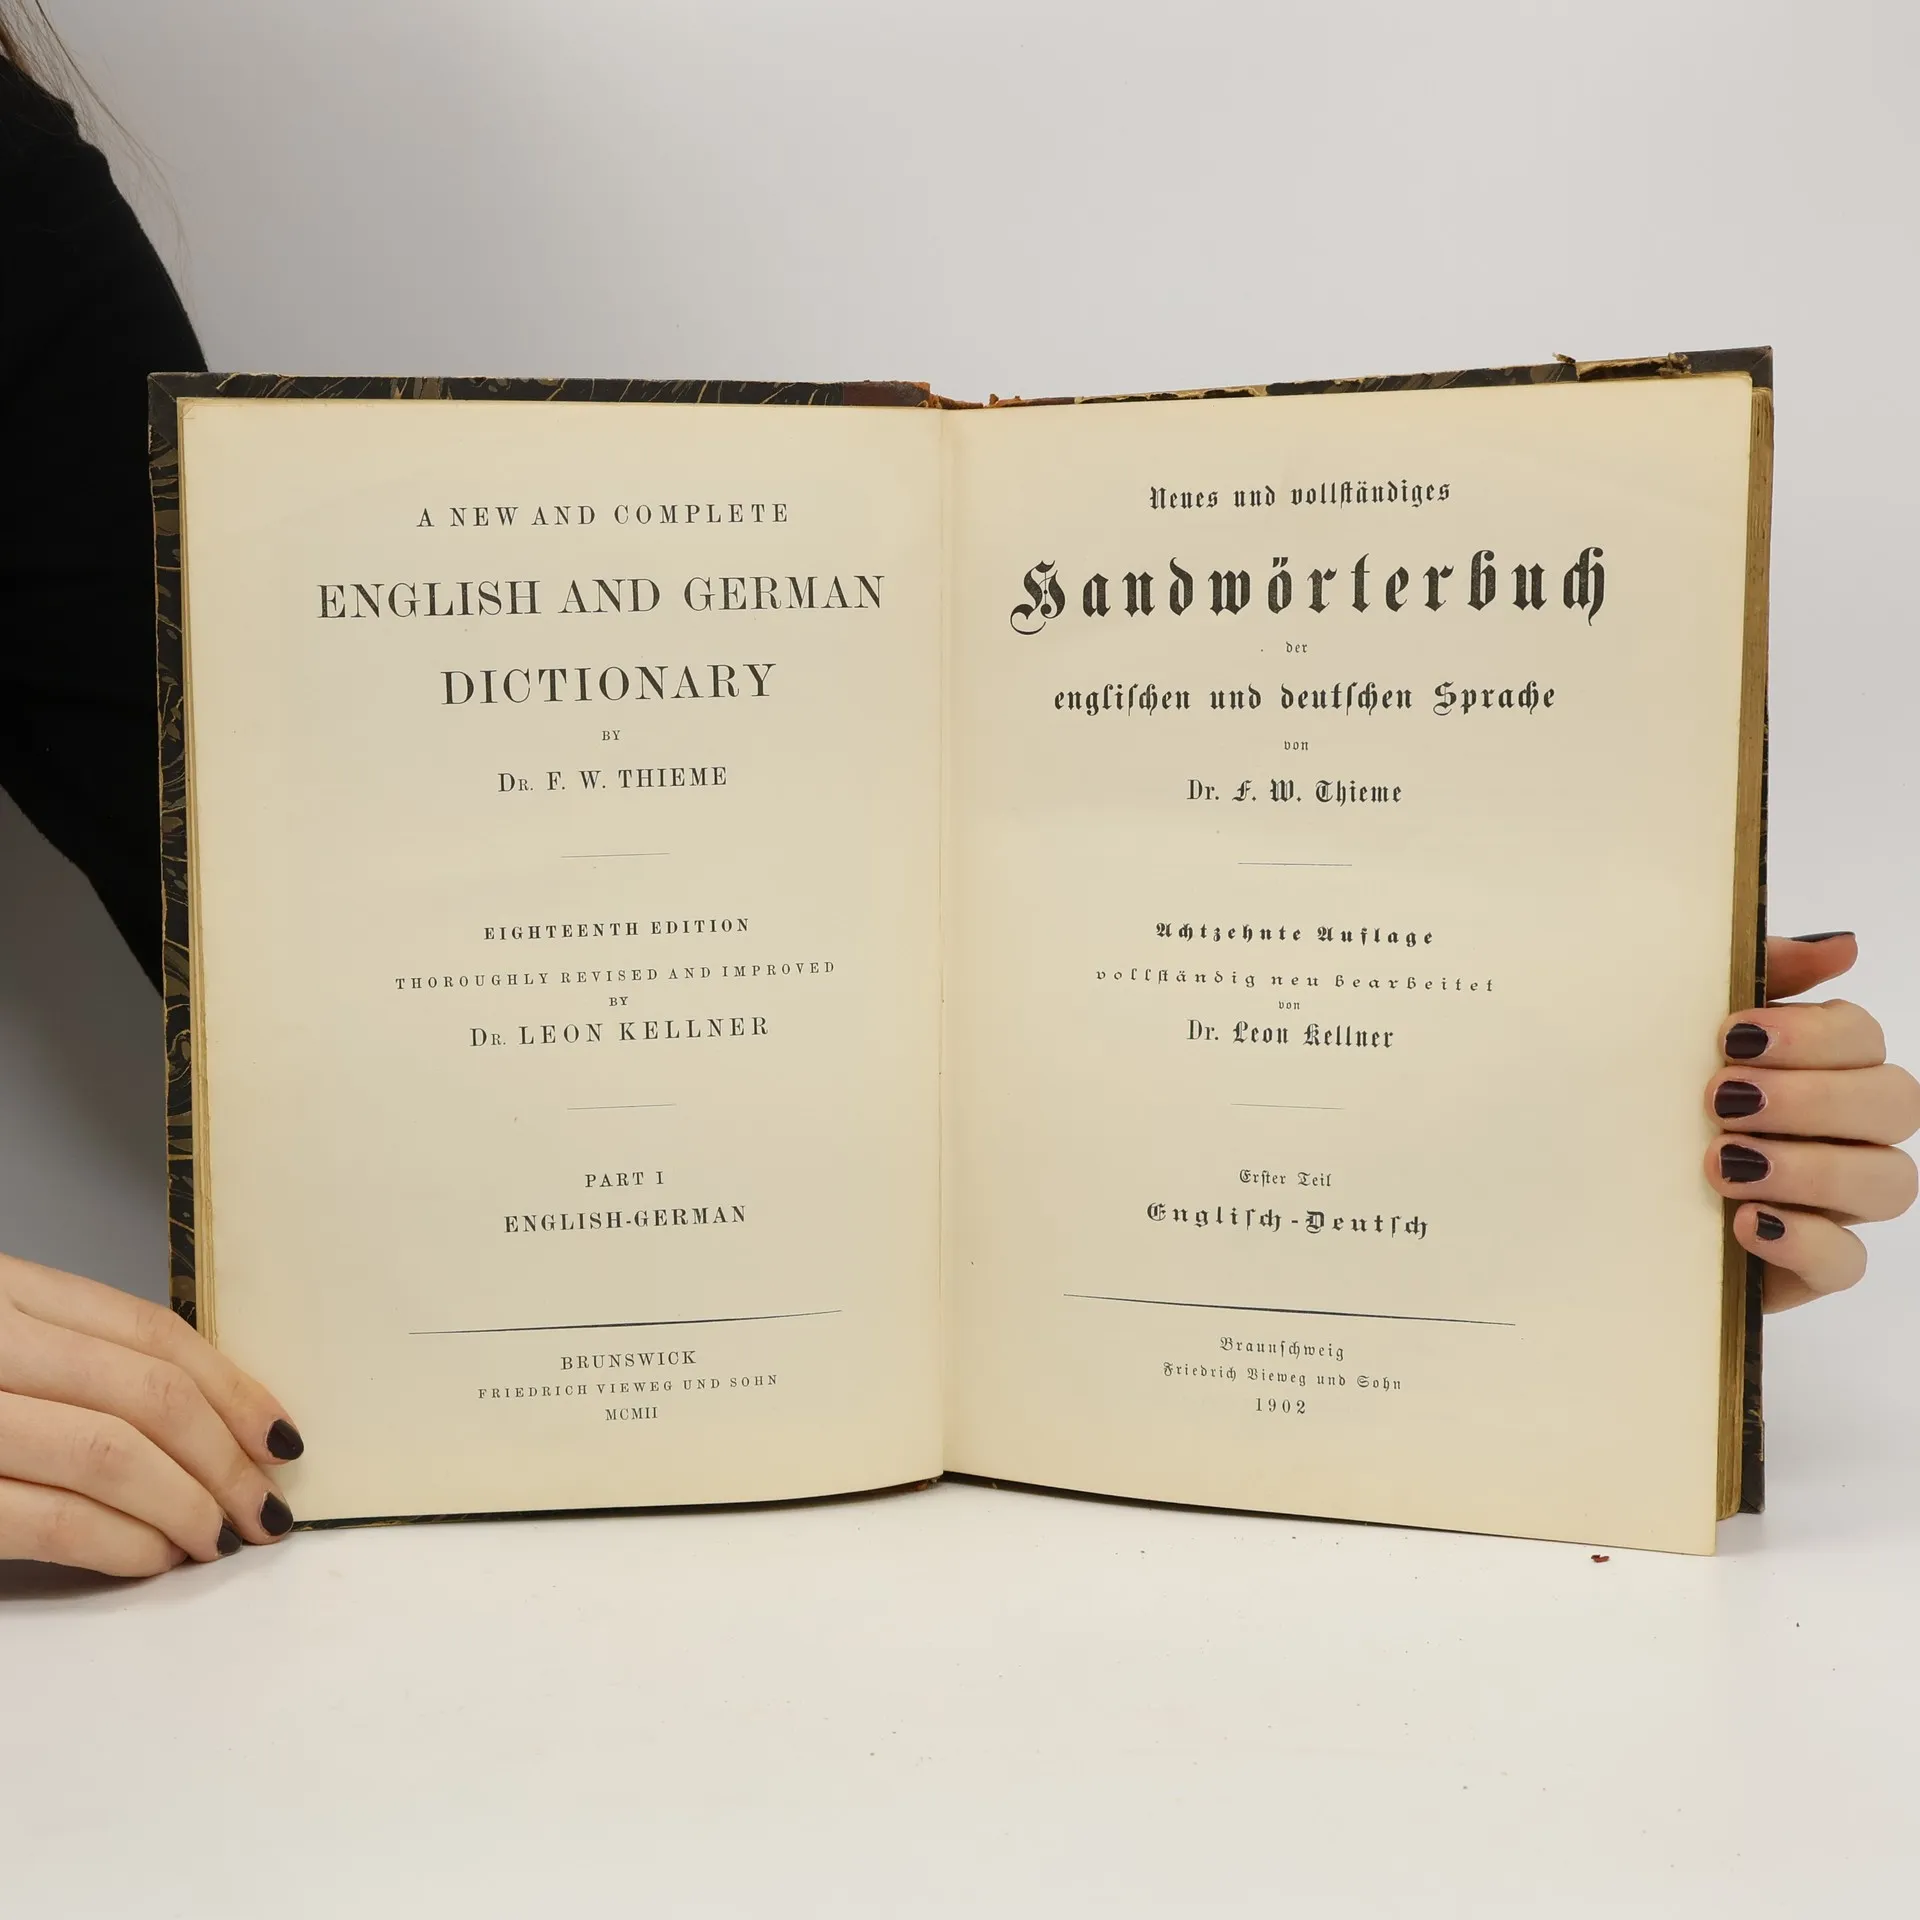 A NEW AND COMPLETE
ENGLISH AND GERMAN
DICTIONARY
BY
DR. F. W. THIEME
EIGHTEENTH EDITION
THOROUGHLY REVISED AND IMPROVED
BY
DR. LEON KELLNER
PART I
ENGLISH-GERMAN
BRUNSWICK
FRIEDRICH VIEWEG UND SOHN
MCMII
Neues und vollſtändiges
Handwörterbuch
der
engliſchen und deutſchen Sprache
von
Dr. F. W. Thieme
Achtzehnte Auflage
vollſtändig neu bearbeitet
von
Dr. Leon Kellner
Erſter Teil
Engliſch-Deutſch
Braunſchweig
Friedrich Vieweg und Sohn
1902